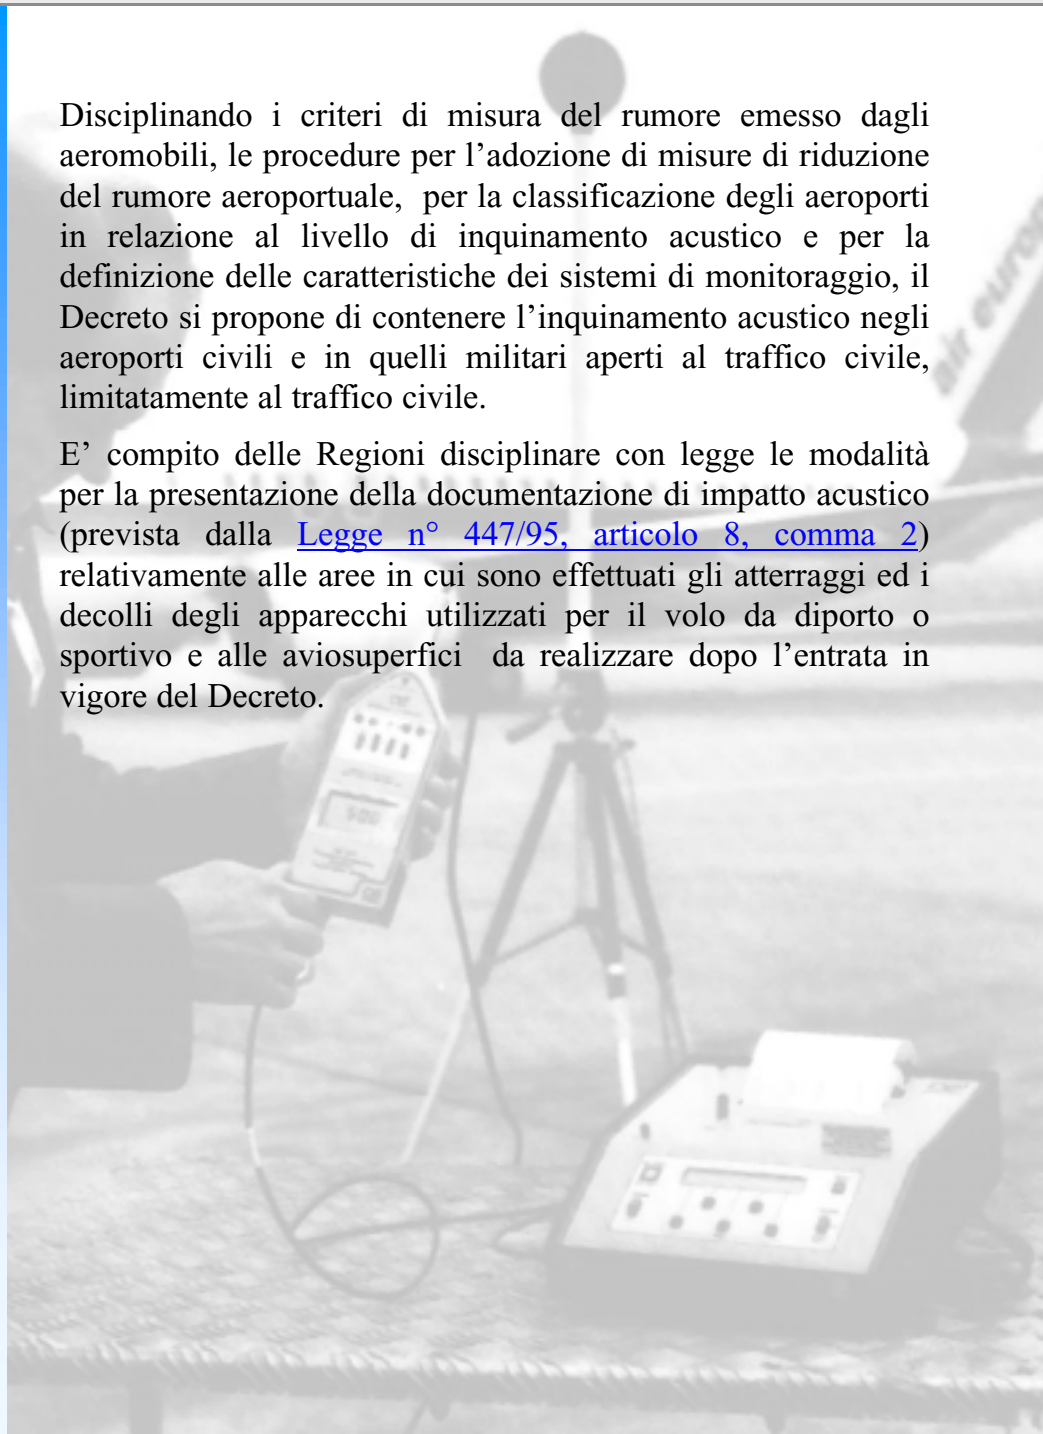 Disciplinando i criteri di misura del rumore emesso dagli
aeromobili, le procedure per l’adozione di misure di riduzione
del rumore aeroportuale,  per la classificazione degli aeroporti
in relazione al livello di inquinamento acustico e per la
definizione delle caratteristiche dei sistemi di monitoraggio, il
Decreto si propone di contenere l’inquinamento acustico negli
aeroporti civili e in quelli militari aperti al traffico civile,
limitatamente al traffico civile.
E’ compito delle Regioni disciplinare con legge le modalità
per la presentazione della documentazione di impatto acustico
(prevista dalla Legge n° 447/95, articolo 8, comma 2)
relativamente alle aree in cui sono effettuati gli atterraggi ed i
decolli degli apparecchi utilizzati per il volo da diporto o
sportivo e alle aviosuperfici  da realizzare dopo l’entrata in
vigore del Decreto.
air europ